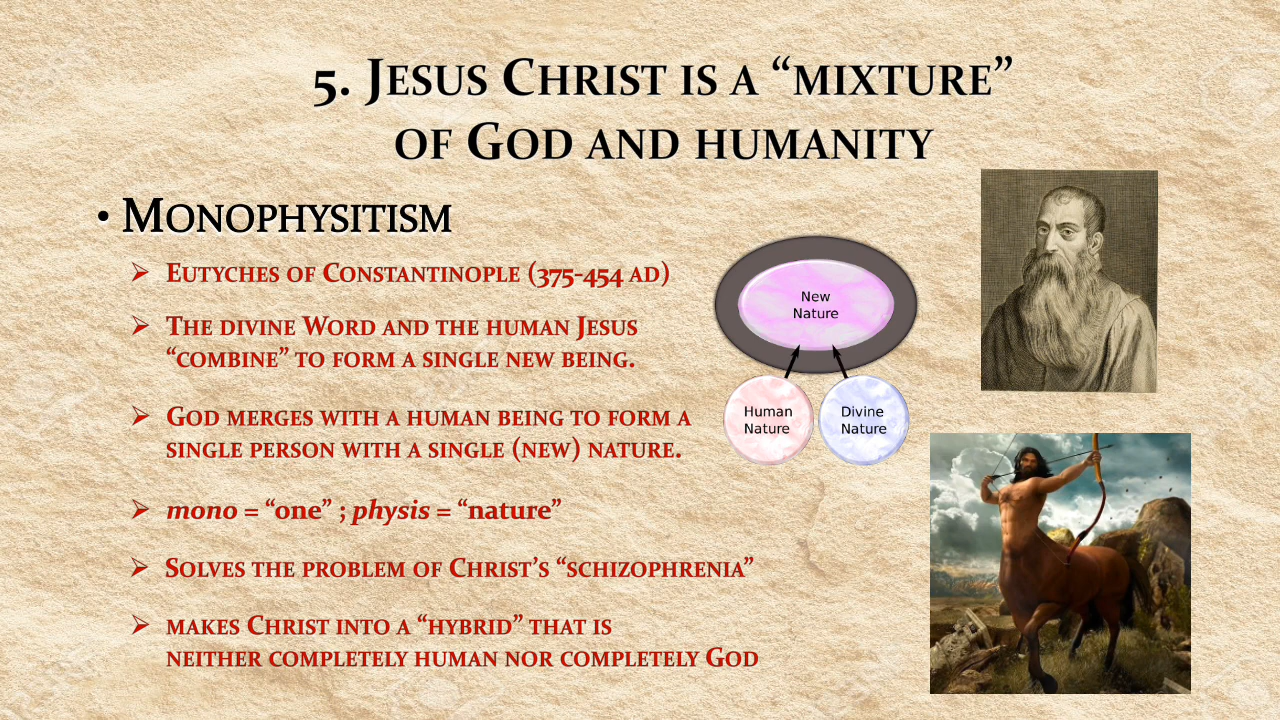 5. Jesus Christ is a “mixture”
of God and humanity
• Monophysitism
➢ Eutyches of Constantinople (375-454 ad)
➢ The divine Word and the human Jesus
“combine” to form a single new being.
➢ God merges with a human being to form a
single person with a single (new) nature.
➢ mono = “one” ; physis = “nature”
➢ Solves the problem of Christ’s “schizophrenia”
➢ makes Christ into a “hybrid” that is
neither completely human nor completely God
New
Nature
Human
Nature
Divine
Nature